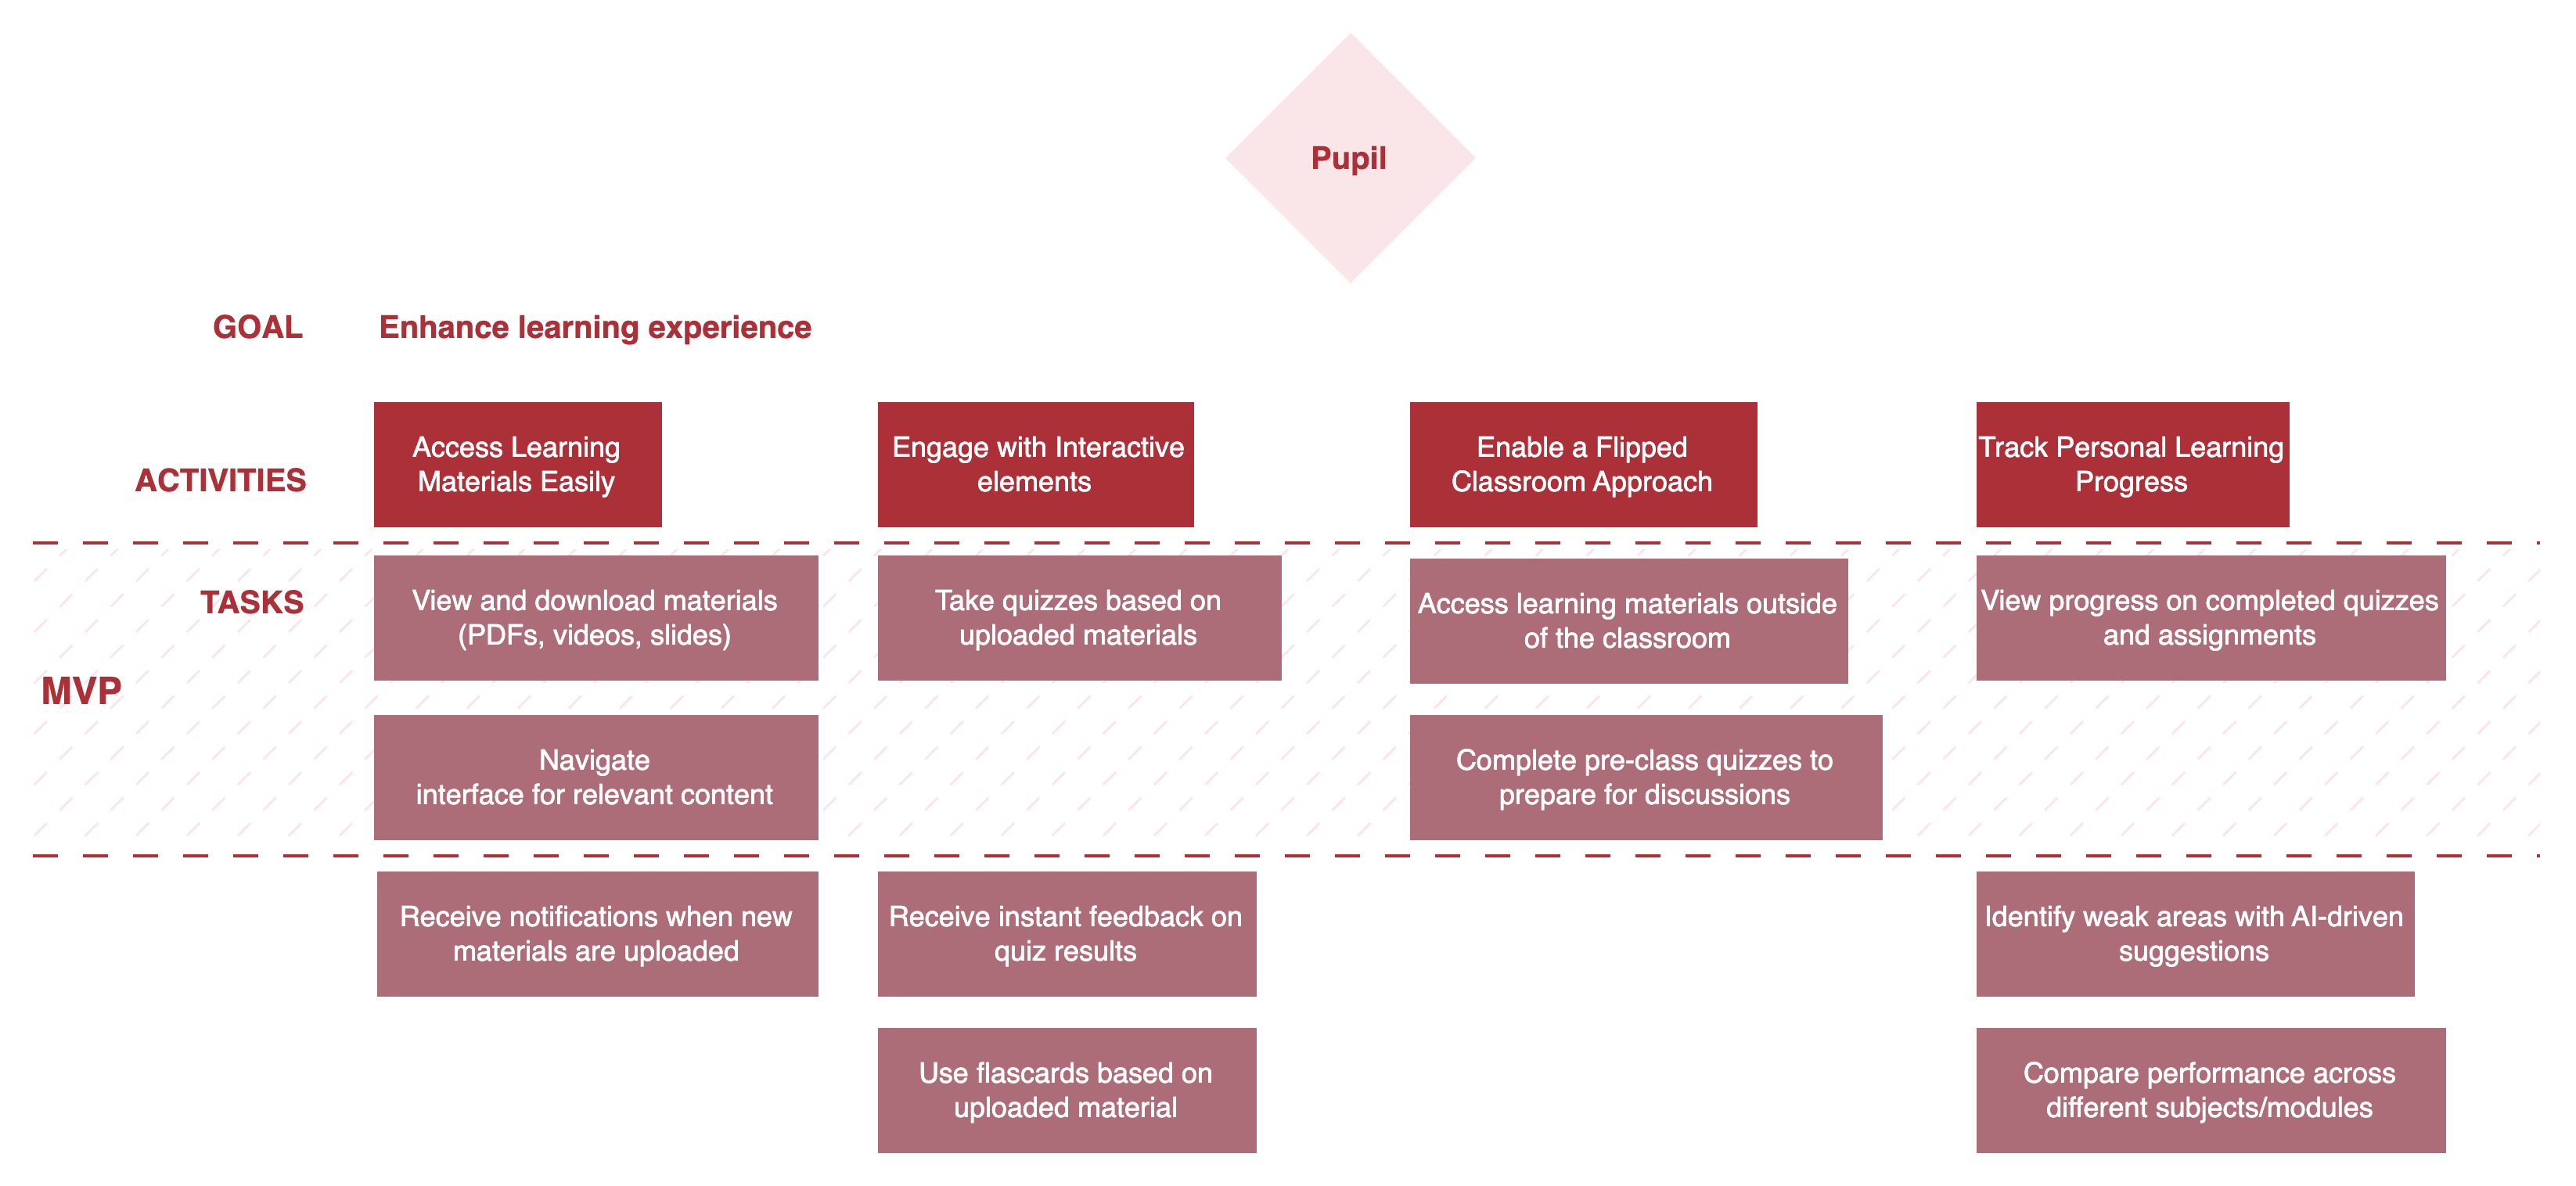 Pupil
GOAL
Enhance learning experience
ACTIVITIES
Access Learning
Materials Easily
Engage with Interactive
elements
Enable a Flipped
Classroom Approach
Track Personal Learning
Progress
MVP
TASKS
View and download materials
(PDFs, videos, slides)
Take quizzes based on
uploaded materials
Access learning materials outside
of the classroom
View progress on completed quizzes
and assignments
Navigate
interface for relevant content
Complete pre-class quizzes to
prepare for discussions
Receive notifications when new
materials are uploaded
Receive instant feedback on
quiz results
Identify weak areas with AI-driven
suggestions
Use flascards based on
uploaded material
Compare performance across
different subjects/modules